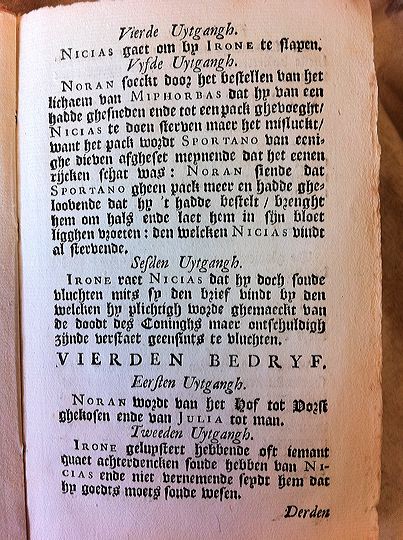 Vierde Uytgangh.
NICIAS gaet om by IRONE te slapen.
Vyfde Uytgangh.
NORAN soeckt door het bestellen van het
lichaem van MIPHORBAS dat hy van een
hadde ghesneden ende tot een pack ghevoeght/
NICIAS te doen sterven maer het misluckt/
want het pack wordt SPORTANO van eeni-
ghe dieven afgheset meynende dat het eenen
rijcken schat was: NORAN siende dat
SPORTANO gheen pack meer en hadde ghe-
loovende dat hy 't hadde bestelt/ brenght
hem om hals ende laet hem in sijn bloet
ligghen vroeten: den welcken NICIAS vindt
al stervende.
Sesden Uytgangh.
IRONE raet NICIAS dat hy doch soude
vluchten mits sy den brief vindt by den
welcken hy plichtigh worde ghemaeckt van
de doodt des Coninghs maer ontschuldigh
zijnde verstaet geensints te vluchten.
VIERDEN BEDRYF.
Eersten Uytgangh.
NORAN wordt van het Hof tot Vorst
ghekosen ende van JULIA tot man.
Tweeden Uytgangh.
IRONE geluystert hebbende oft iemant
quaet achterdencken soude hebben van NI-
CIAS ende niet vernemende seydt hem dat
hy goedts moets soude wesen.
Derden